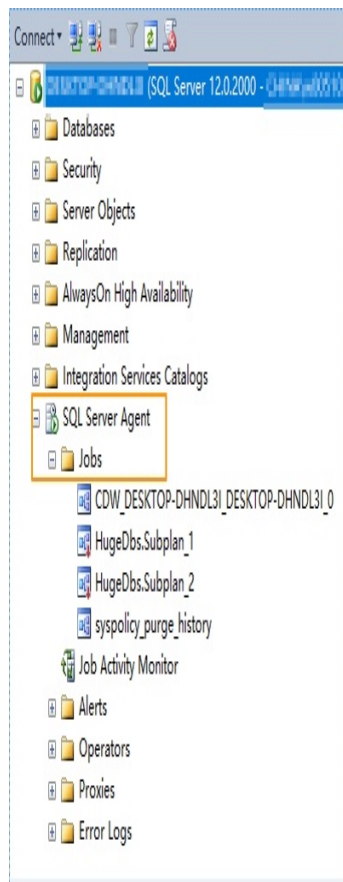 Connect
(SQL Server 12.0.2000 -
Databases
Security
Server Objects
Replication
AlwaysOn High Availability
Management
Integration Services Catalogs
SQL Server Agent
Jobs
CDW_DESKTOP-DHNDL3I_DESKTOP-DHNDL3I_0
HugeDbs.Subplan_1
HugeDbs.Subplan_2
syspolicy_purge_history
Job Activity Monitor
Alerts
Operators
Proxies
Error Logs